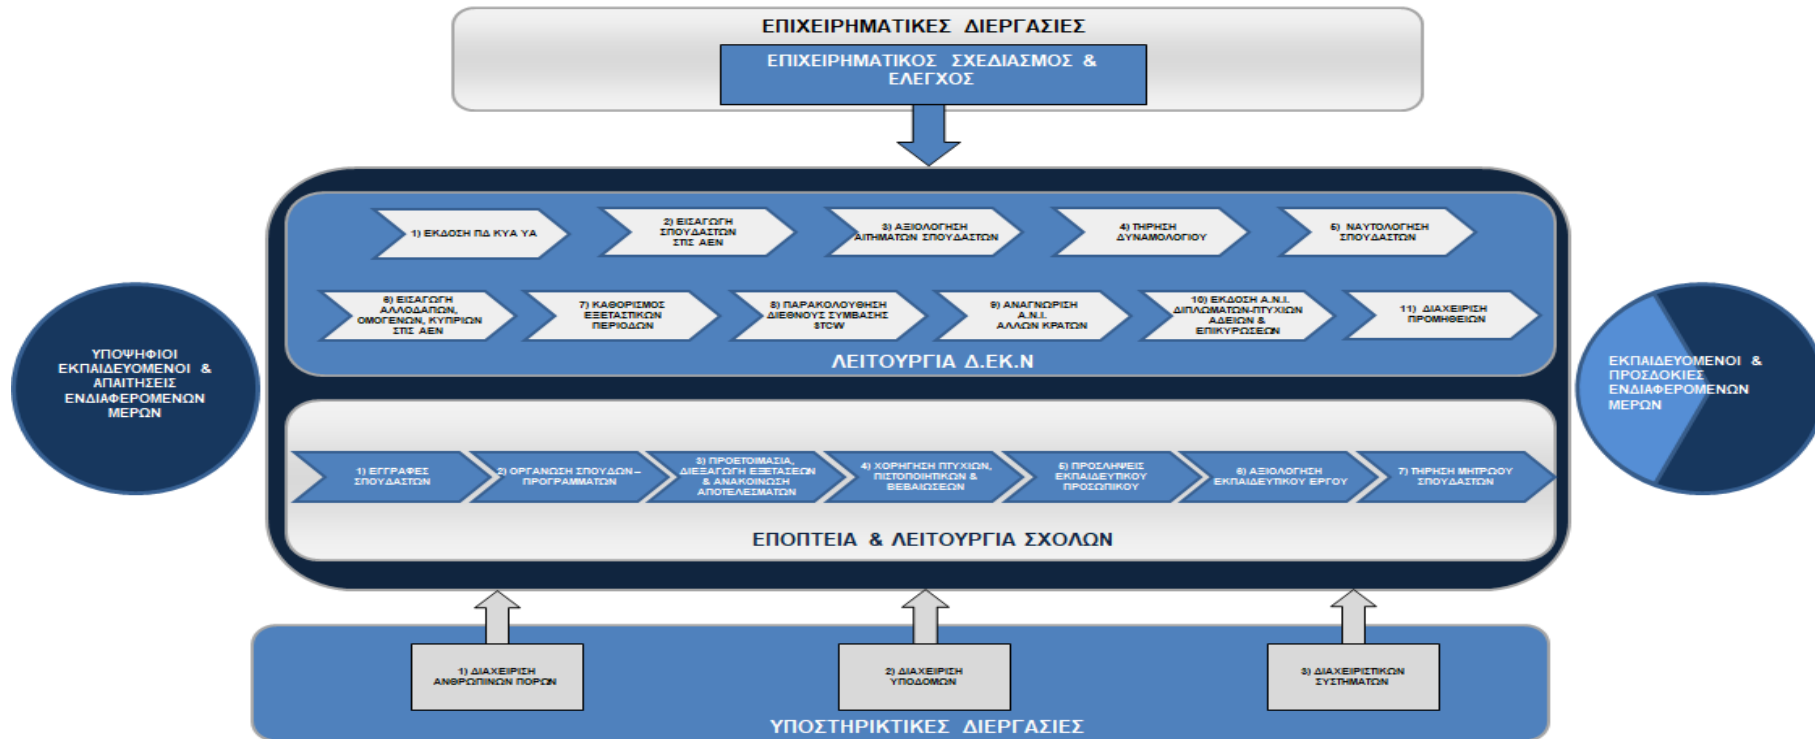 ΕΠΙΧΕΙΡΗΜΑΤΙΚΕΣ ΔΙΕΡΓΑΣΙΕΣ
ΕΠΙΧΕΙΡΗΜΑΤΙΚΟΣ ΣΧΕΔΙΑΣΜΟΣ &
ΕΛΕΓΧΟΣ
1) ΕΚΔΟΣΗ ΠΔ ΚΥΑ ΥΑ
2) ΕΙΣΑΓΩΓΗ
ΣΠΟΥΔΑΣΤΩΝ
ΣΤΙΣ ΑΕΝ
3) ΑΞΙΟΛΟΓΗΣΗ
ΑΙΤΗΜΑΤΩΝ ΣΠΟΥΔΑΣΤΩΝ
4) ΤΗΡΗΣΗ
ΔΥΝΑΜΟΛΟΓΙΟΥ
5) ΝΑΥΤΟΛΟΓΗΣΗ
ΣΠΟΥΔΑΣΤΩΝ
6) ΕΙΣΑΓΩΓΗ
ΑΛΛΟΔΑΠΩΝ,
ΟΜΟΓΕΝΩΝ, ΚΥΠΡΙΩΝ
ΣΤΙΣ ΑΕΝ
7) ΚΑΘΟΡΙΣΜΟΣ
ΕΞΕΤΑΣΤΙΚΩΝ
ΠΕΡΙΟΔΩΝ
8) ΠΑΡΑΚΟΛΟΥΘΗΣΗ
ΔΙΕΘΝΟΥΣ ΣΥΜΒΑΣΗΣ
STCW
9) ΑΝΑΓΝΩΡΙΣΗ
Α.Ν.Ι.
ΑΛΛΩΝ ΚΡΑΤΩΝ
10) ΕΚΔΟΣΗ Α.Ν.Ι.
ΔΙΠΛΩΜΑΤΩΝ-ΠΤΥΧΙΩΝ
ΑΔΕΙΩΝ &
ΕΠΙΚΥΡΩΣΕΩΝ
11) ΔΙΑΧΕΙΡΙΣΗ
ΠΡΟΜΗΘΕΙΩΝ
ΛΕΙΤΟΥΡΓΙΑ Δ.ΕΚ.Ν
ΥΠΟΨΗΦΙΟΙ
ΕΚΠΑΙΔΕΥΟΜΕΝΟΙ &
ΑΠΑΙΤΗΣΕΙΣ
ΕΝΔΙΑΦΕΡΟΜΕΝΩΝ
ΜΕΡΩΝ
ΕΚΠΑΙΔΕΥΟΜΕΝΟΙ &
ΠΡΟΣΔΟΚΙΕΣ
ΕΝΔΙΑΦΕΡΟΜΕΝΩΝ
ΜΕΡΩΝ
1) ΕΓΓΡΑΦΕΣ
ΣΠΟΥΔΑΣΤΩΝ
2) ΟΡΓΑΝΩΣΗ ΣΠΟΥΔΩΝ –
ΠΡΟΓΡΑΜΜΑΤΩΝ
3) ΠΡΟΕΤΟΙΜΑΣΙΑ,
ΔΙΕΞΑΓΩΓΗ ΕΞΕΤΑΣΕΩΝ
& ΑΝΑΚΟΙΝΩΣΗ
ΑΠΟΤΕΛΕΣΜΑΤΩΝ
4) ΧΟΡΗΓΗΣΗ ΠΤΥΧΙΩΝ,
ΠΙΣΤΟΠΟΙΗΤΙΚΩΝ &
ΒΕΒΑΙΩΣΕΩΝ
5) ΠΡΟΣΛΗΨΕΙΣ
ΕΚΠΑΙΔΕΥΤΙΚΟΥ
ΠΡΟΣΩΠΙΚΟΥ
6) ΑΞΙΟΛΟΓΗΣΗ
ΕΚΠΑΙΔΕΥΤΙΚΟΥ ΕΡΓΟΥ
7) ΤΗΡΗΣΗ ΜΗΤΡΩΟΥ
ΣΠΟΥΔΑΣΤΩΝ
ΕΠΟΠΤΕΙΑ & ΛΕΙΤΟΥΡΓΙΑ ΣΧΟΛΩΝ
1) ΔΙΑΧΕΙΡΙΣΗ
ΑΝΘΡΩΠΙΝΩΝ ΠΟΡΩΝ
2) ΔΙΑΧΕΙΡΙΣΗ
ΥΠΟΔΟΜΩΝ
3) ΔΙΑΧΕΙΡΙΣΤΙΚΩΝ
ΣΥΣΤΗΜΑΤΩΝ
ΥΠΟΣΤΗΡΙΚΤΙΚΕΣ ΔΙΕΡΓΑΣΙΕΣ